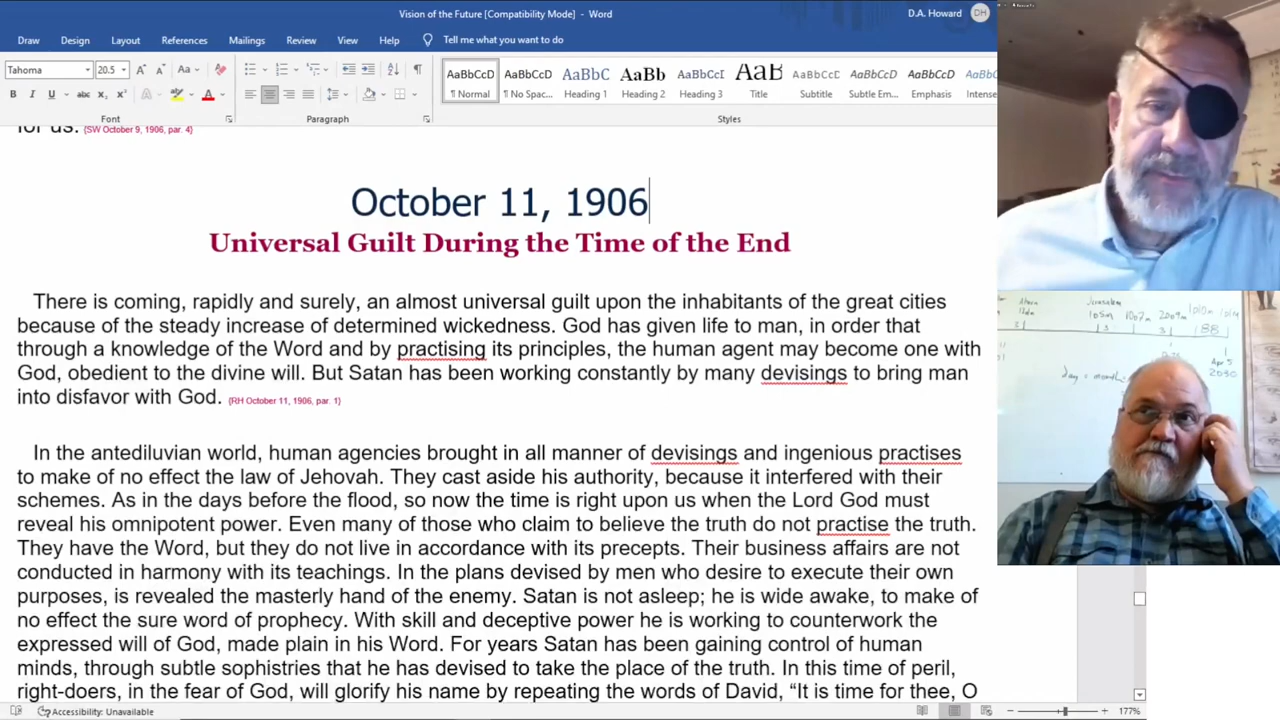 Vision of the Future [Compatibility Mode] - Word
D.A. Howard
DH
Draw Design Layout References Mailings Review View Help Tell me what you want to do
Tahoma 20.5
AaBbCcD AaBbCcD AaBbC AaBb AaBbCcI AaB AaBbCcD AaBbCcD AaBbCcD AaBbC
¶ Normal ¶ No Spac... Heading 1 Heading 2 Heading 3 Title Subtitle Subtle Em... Emphasis Intense
Font Paragraph Styles
for us. {SW October 9, 1906, par. 4}
October 11, 1906
Universal Guilt During the Time of the End
There is coming, rapidly and surely, an almost universal guilt upon the inhabitants of the great cities
because of the steady increase of determined wickedness. God has given life to man, in order that
through a knowledge of the Word and by practising its principles, the human agent may become one with
God, obedient to the divine will. But Satan has been working constantly by many devisings to bring man
into disfavor with God. {RH October 11, 1906, par. 1}
In the antediluvian world, human agencies brought in all manner of devisings and ingenious practises
to make of no effect the law of Jehovah. They cast aside his authority, because it interfered with their
schemes. As in the days before the flood, so now the time is right upon us when the Lord God must
reveal his omnipotent power. Even many of those who claim to believe the truth do not practise the truth.
They have the Word, but they do not live in accordance with its precepts. Their business affairs are not
conducted in harmony with its teachings. In the plans devised by men who desire to execute their own
purposes, is revealed the masterly hand of the enemy. Satan is not asleep; he is wide awake, to make of
no effect the sure word of prophecy. With skill and deceptive power he is working to counterwork the
expressed will of God, made plain in his Word. For years Satan has been gaining control of human
minds, through subtle sophistries that he has devised to take the place of the truth. In this time of peril,
right-doers, in the fear of God, will glorify his name by repeating the words of David, “It is time for thee, O
Accessibility: Unavailable
177%
Jerusalem
88
Apr 5
2030
day = month